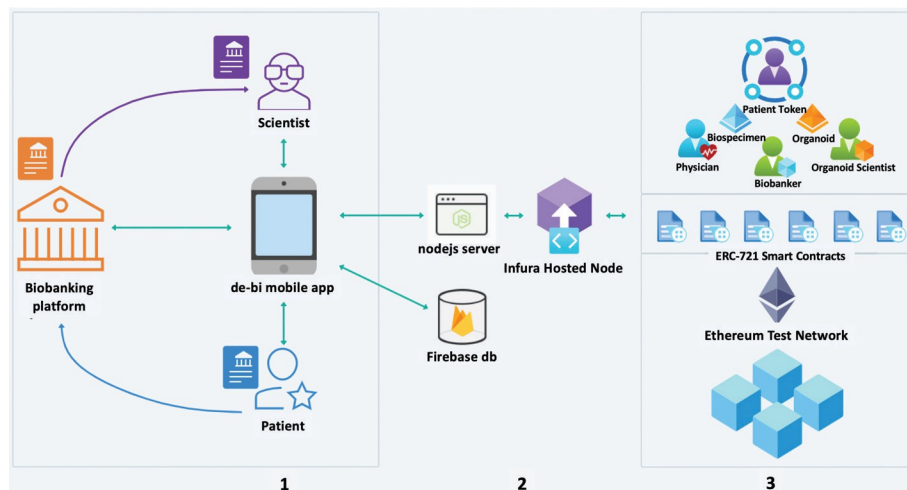 Scientist
Biobanking
platform
de-bi mobile app
Patient
1
JS
nodejs server
Infura Hosted Node
Firebase db
2
Patient Token
Biospecimen
Organoid
Physician
Biobanker
Organoid Scientist
ERC-721 Smart Contracts
Ethereum Test Network
3